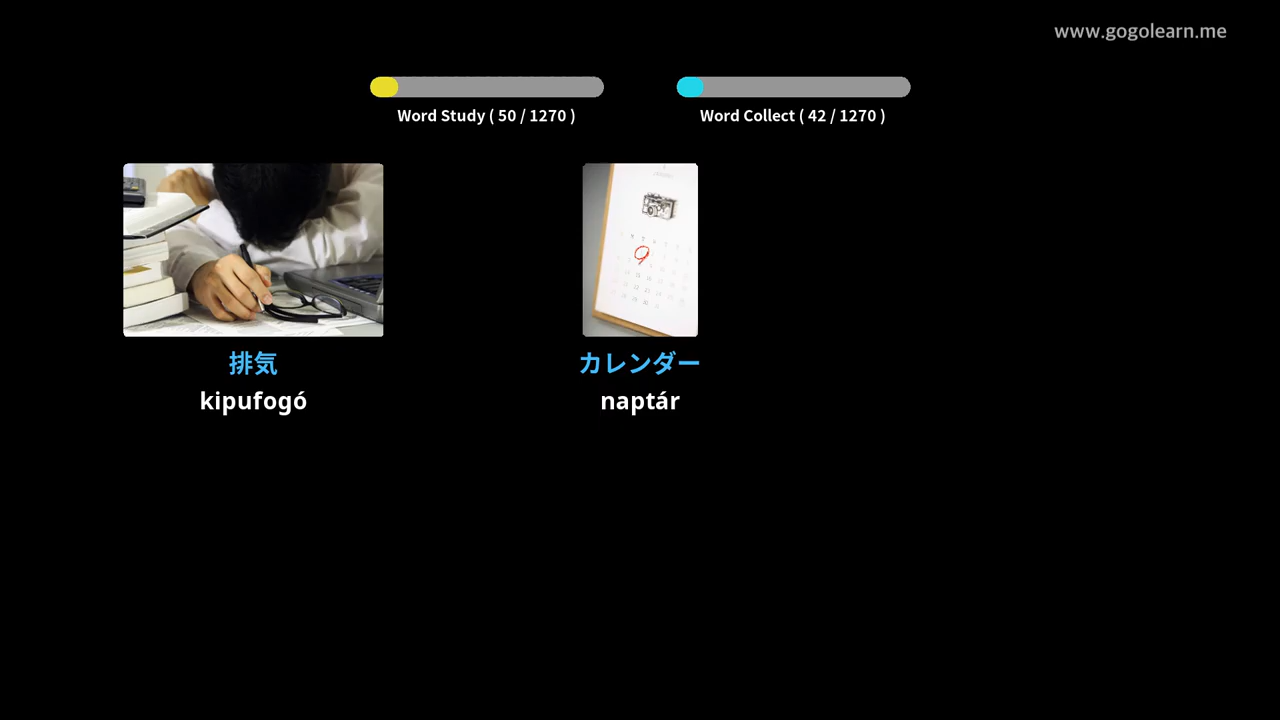 www.gogolearn.me
Word Study ( 50 / 1270 )
Word Collect ( 42 / 1270 )
排気
kipufogó
カレンダー
naptár